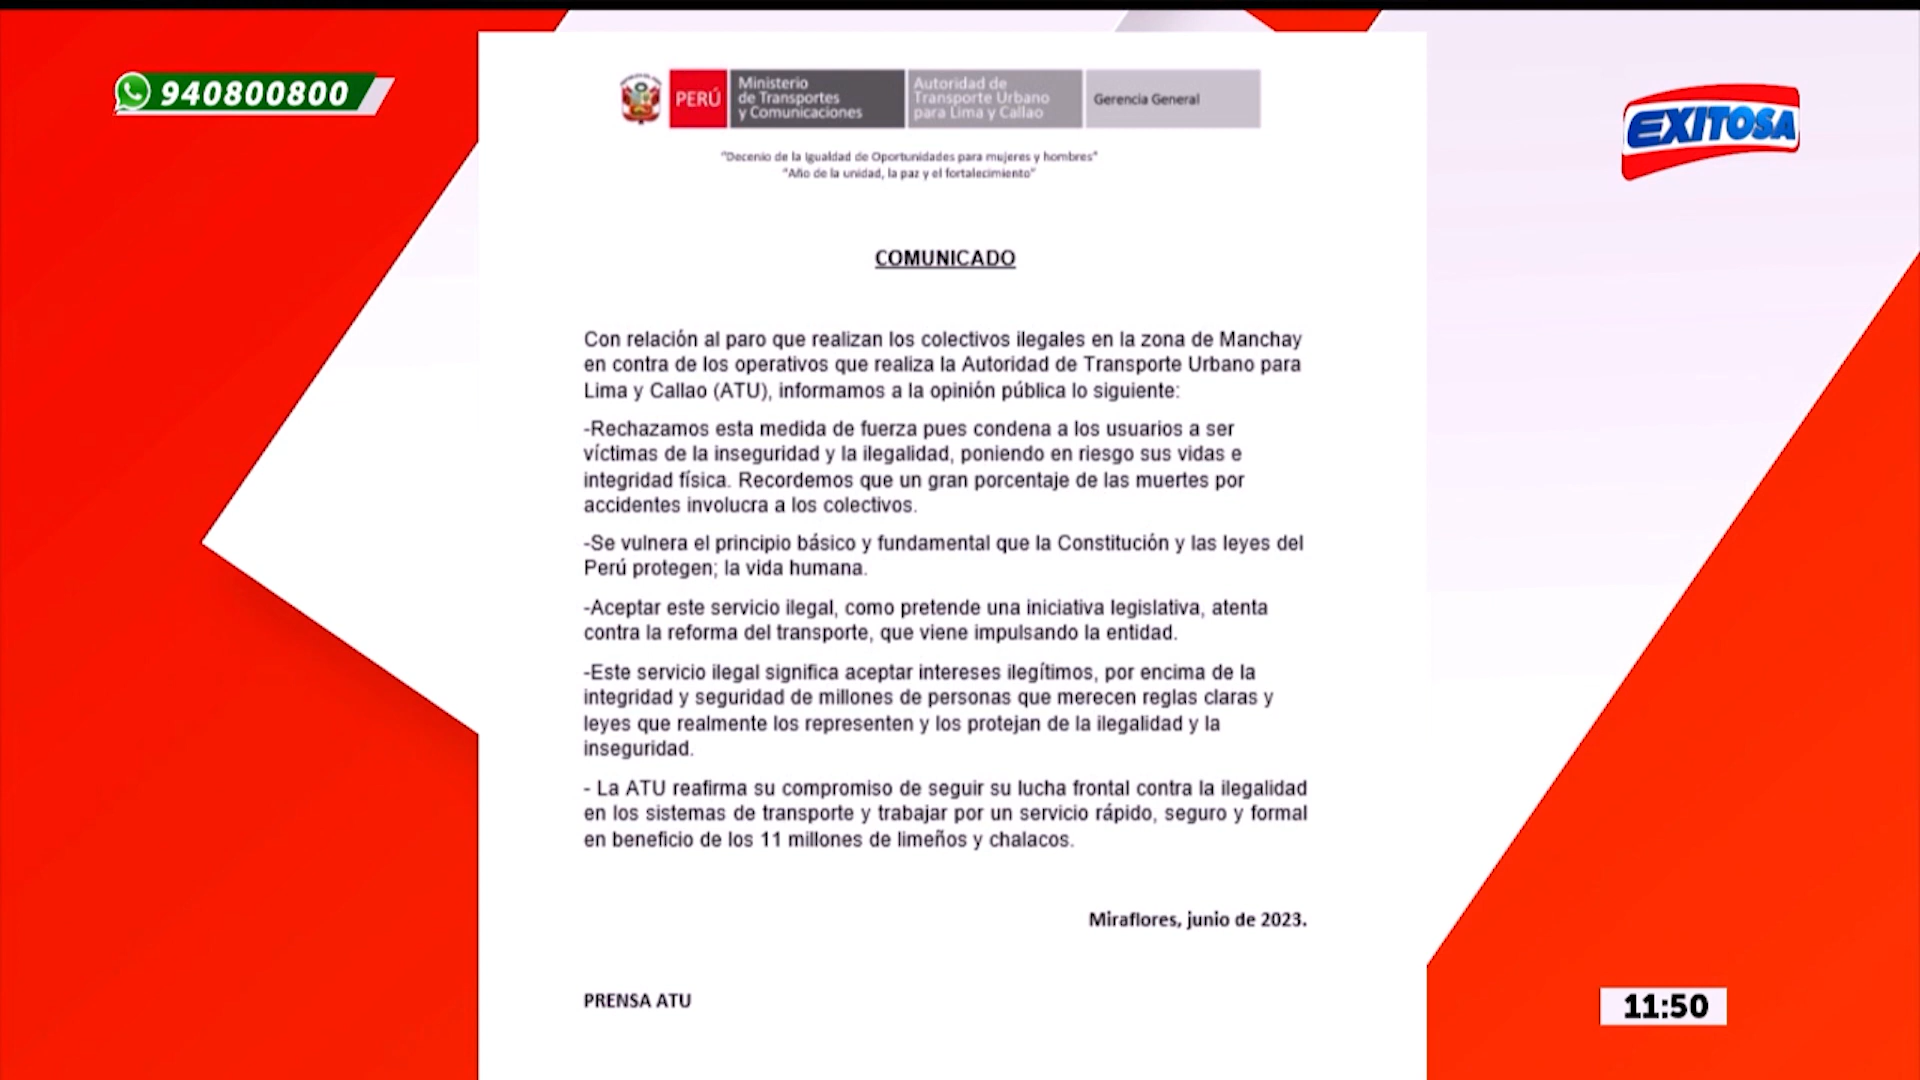 940800800
EXITOSA
PERÚ
Ministerio
de Transportes
y Comunicaciones
Autoridad de
Transporte Urbano
para Lima y Callao
Gerencia General
"Decenio de la Igualdad de Oportunidades para mujeres y hombres"
"Año de la unidad, la paz y el fortalecimiento"
COMUNICADO
Con relación al paro que realizan los colectivos ilegales en la zona de Manchay
en contra de los operativos que realiza la Autoridad de Transporte Urbano para
Lima y Callao (ATU), informamos a la opinión pública lo siguiente:
-Rechazamos esta medida de fuerza pues condena a los usuarios a ser
víctimas de la inseguridad y la ilegalidad, poniendo en riesgo sus vidas e
integridad física. Recordemos que un gran porcentaje de las muertes por
accidentes involucra a los colectivos.
-Se vulnera el principio básico y fundamental que la Constitución y las leyes del
Perú protegen; la vida humana.
-Aceptar este servicio ilegal, como pretende una iniciativa legislativa, atenta
contra la reforma del transporte, que viene impulsando la entidad.
-Este servicio ilegal significa aceptar intereses ilegítimos, por encima de la
integridad y seguridad de millones de personas que merecen reglas claras y
leyes que realmente los representen y los protejan de la ilegalidad y la
inseguridad.
- La ATU reafirma su compromiso de seguir su lucha frontal contra la ilegalidad
en los sistemas de transporte y trabajar por un servicio rápido, seguro y formal
en beneficio de los 11 millones de limeños y chalacos.
Miraflores, junio de 2023.
PRENSA ATU
11:50